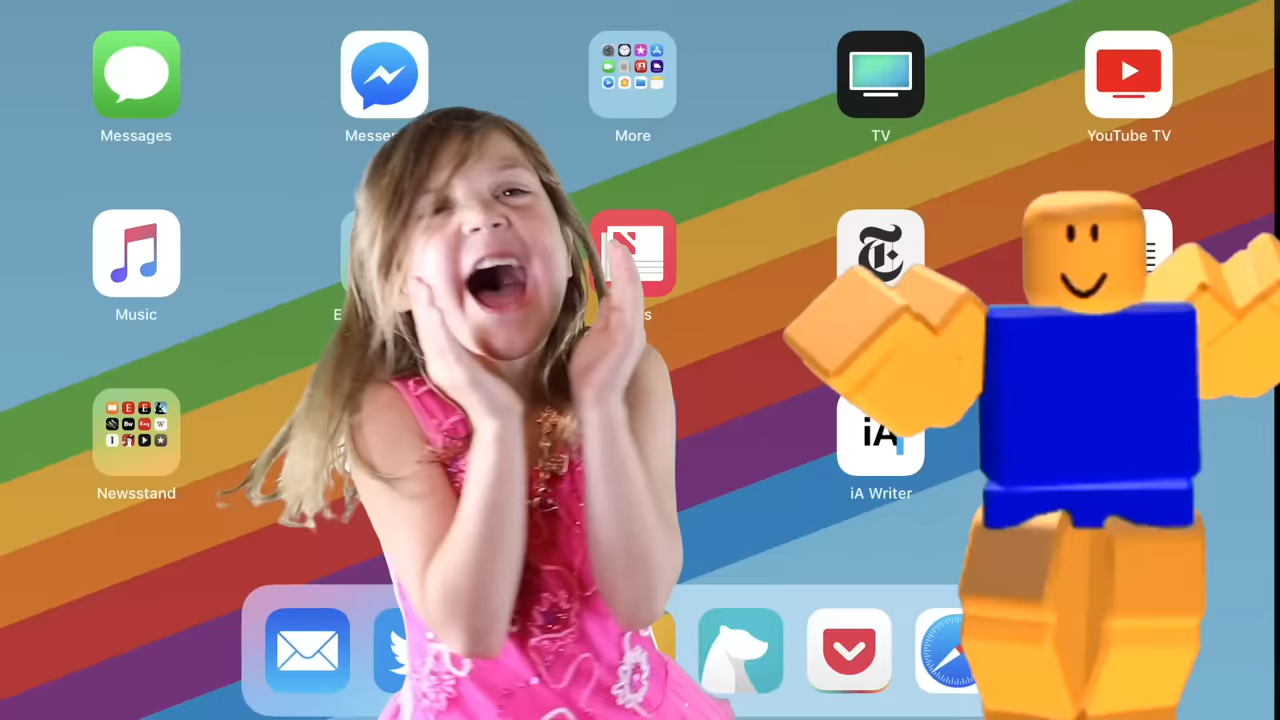 Messages
Messen
More
TV
YouTube TV
Music
E
s
Newsstand
iA
iA Writer